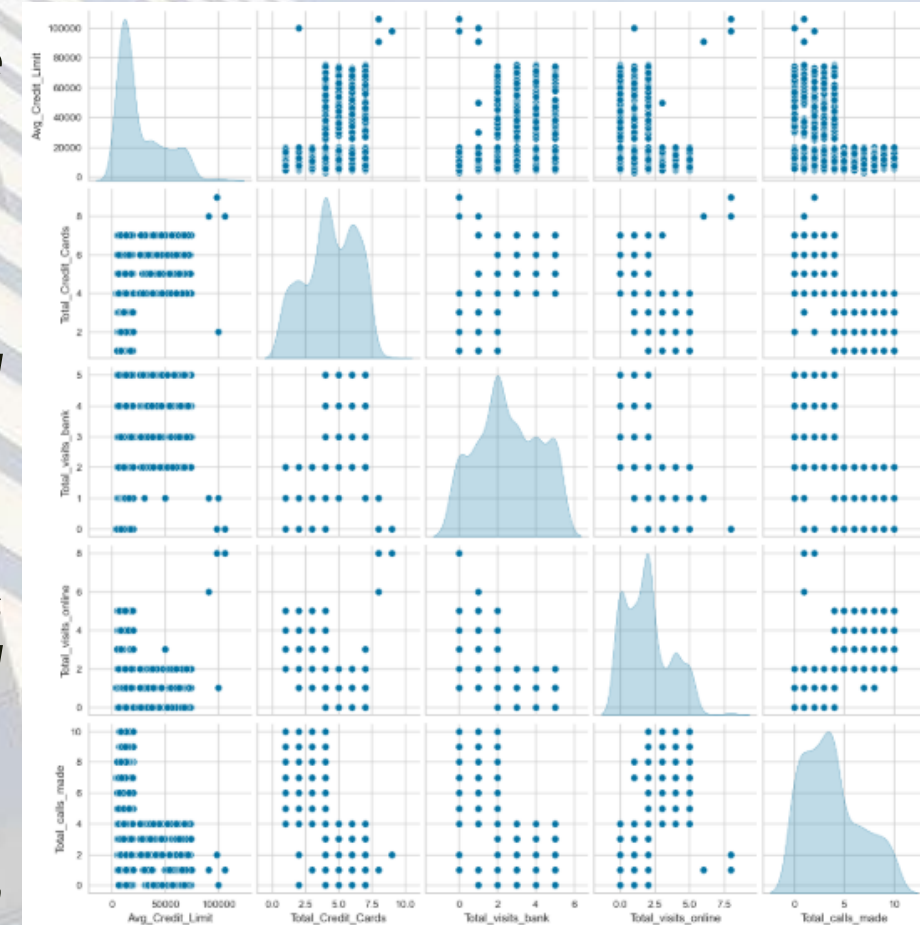 100000
80000
60000
40000
20000
0
Avg_Credit_Limit
8
6
4
2
Total_Credit_Cards
5
4
3
2
1
0
Total_visits_bank
8
6
4
2
0
Total_visits_online
10
8
6
4
2
0
Total_calls_made
0 50000 100000
Avg_Credit_Limit
0.0 2.5 5.0 7.5 10.0
Total_Credit_Cards
0 2 4 6
Total_visits_bank
0.0 2.5 5.0 7.5
Total_visits_online
0 5 10
Total_calls_made